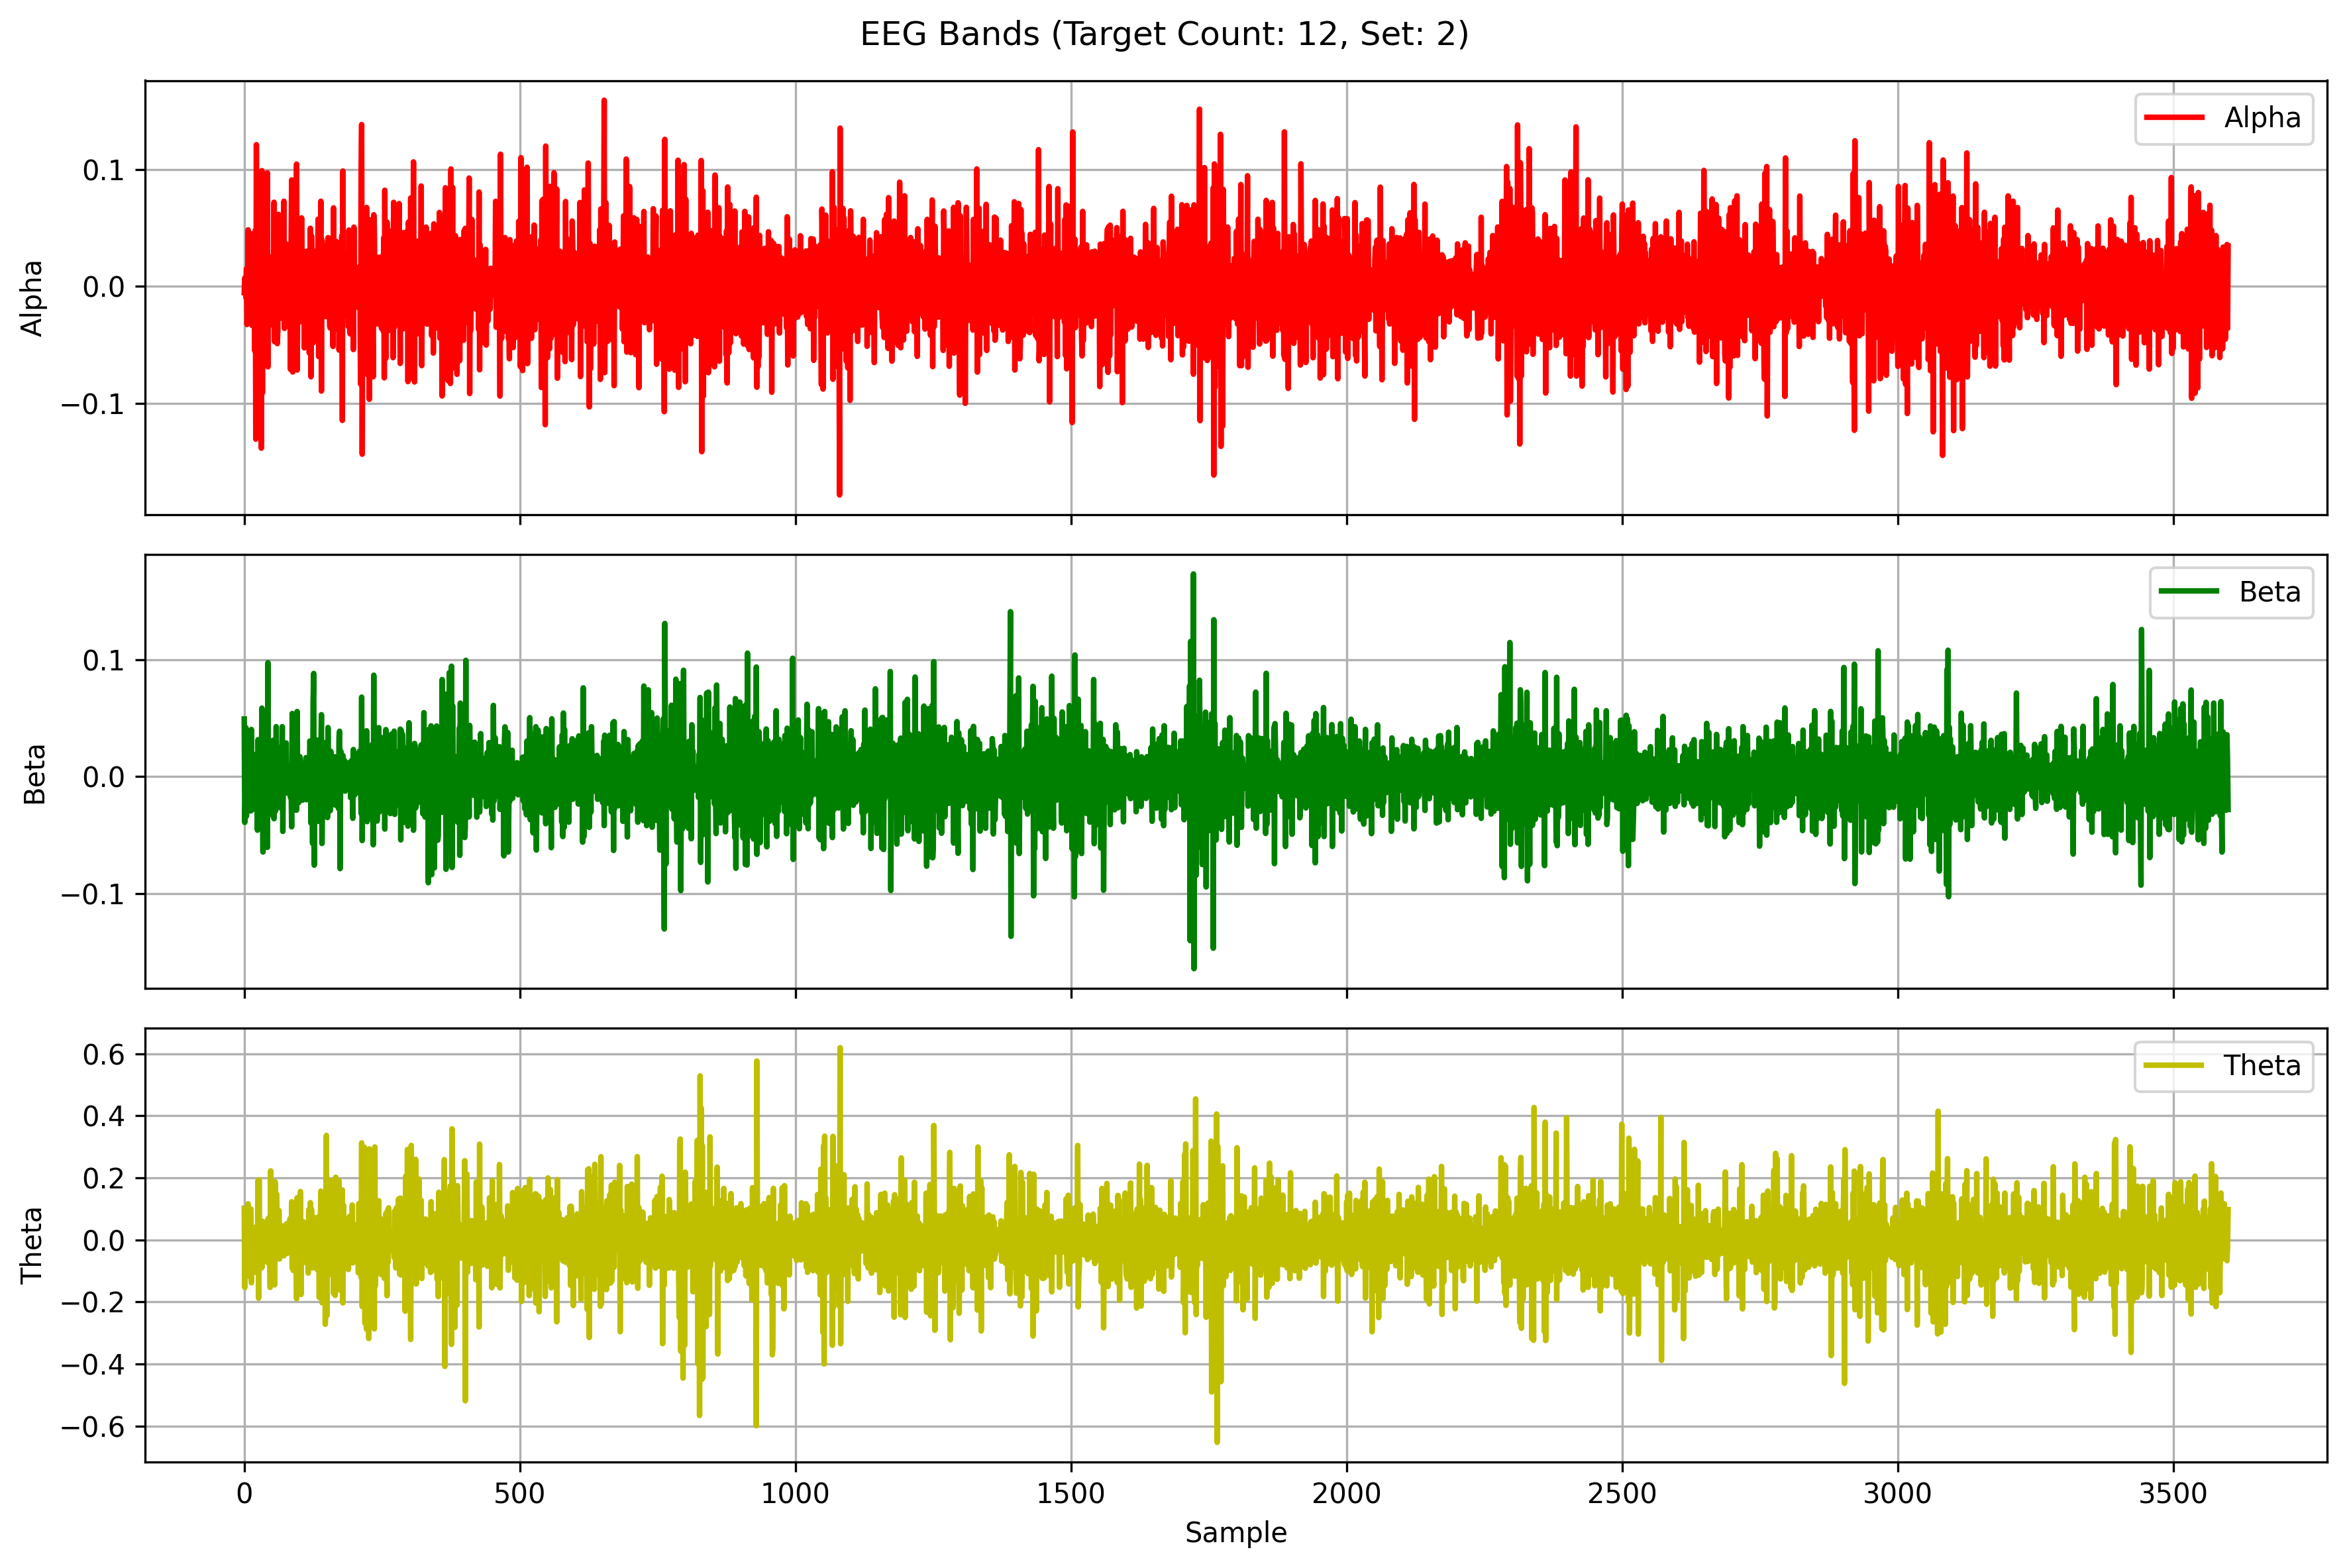 EEG Bands (Target Count: 12, Set: 2)
Alpha
0.1
0.0
−0.1
Alpha
Beta
0.1
0.0
−0.1
Beta
Theta
0.6
0.4
0.2
0.0
−0.2
−0.4
−0.6
Theta
0 500 1000 1500 2000 2500 3000 3500
Sample